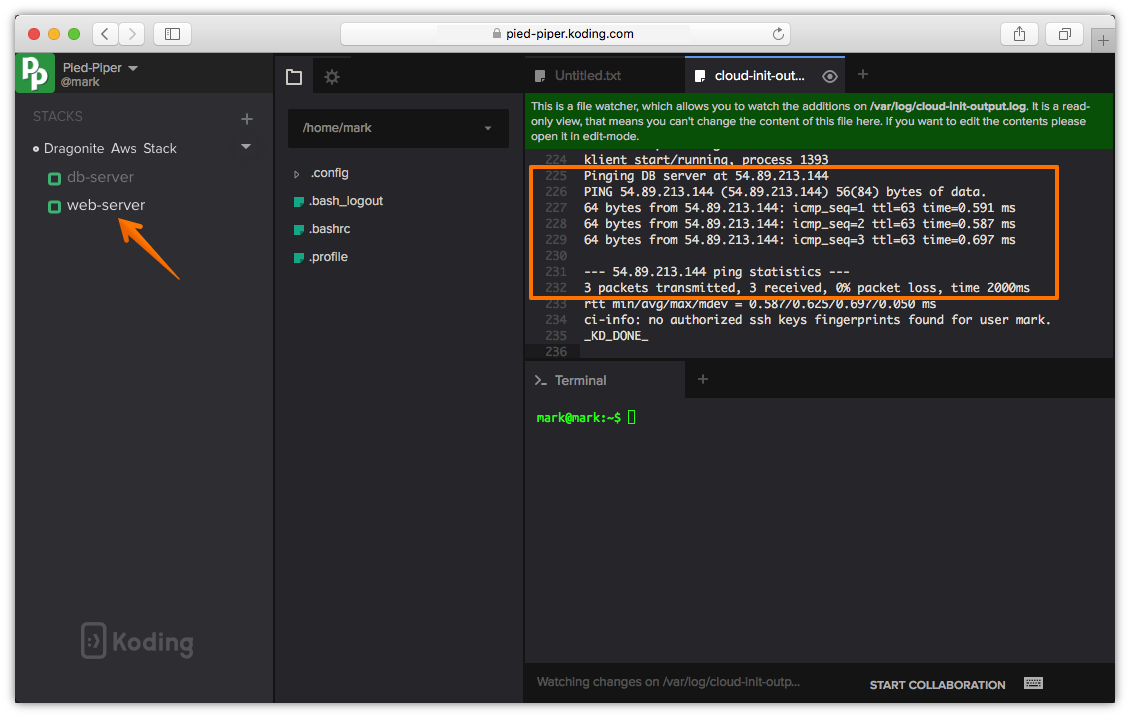 pied-piper.koding.com
Pied-Piper
@mark
STACKS
Dragonite Aws Stack
db-server
web-server
Koding
/home/mark
.config
.bash_logout
.bashrc
.profile
Untitled.txt
cloud-init-out...
This is a file watcher, which allows you to watch the additions on /var/log/cloud-init-output.log. It is a read-
only view, that means you can't change the content of this file here. If you want to edit the contents please
open it in edit-mode.
224 klient start/running, process 1393
225 Pinging DB server at 54.89.213.144
226 PING 54.89.213.144 (54.89.213.144) 56(84) bytes of data.
227 64 bytes from 54.89.213.144: icmp_seq=1 ttl=63 time=0.591 ms
228 64 bytes from 54.89.213.144: icmp_seq=2 ttl=63 time=0.587 ms
229 64 bytes from 54.89.213.144: icmp_seq=3 ttl=63 time=0.697 ms
230
231 --- 54.89.213.144 ping statistics ---
232 3 packets transmitted, 3 received, 0% packet loss, time 2000ms
233 rtt min/avg/max/mdev = 0.587/0.625/0.697/0.050 ms
234 ci-info: no authorized ssh keys fingerprints found for user mark.
235 _KD_DONE_
236
Terminal
mark@mark:~$
Watching changes on /var/log/cloud-init-outp...
START COLLABORATION